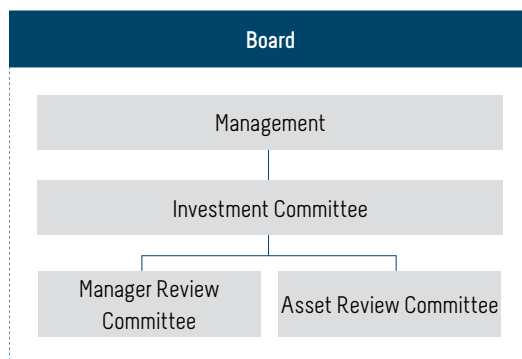 Board
Management
Investment Committee
Manager Review
Committee
Asset Review Committee